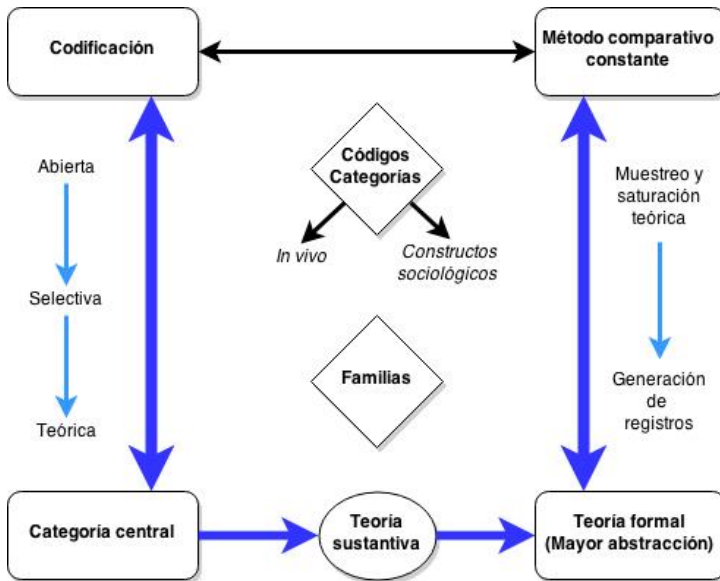 Codificación
Método comparativo
constante
Códigos
Categorías
Abierta
Muestreo y
saturación
teórica
In vivo
Constructos
sociológicos
Selectiva
Familias
Generación
de
registros
Teórica
Categoría central
Teoría
sustantiva
Teoría formal
(Mayor abstracción)